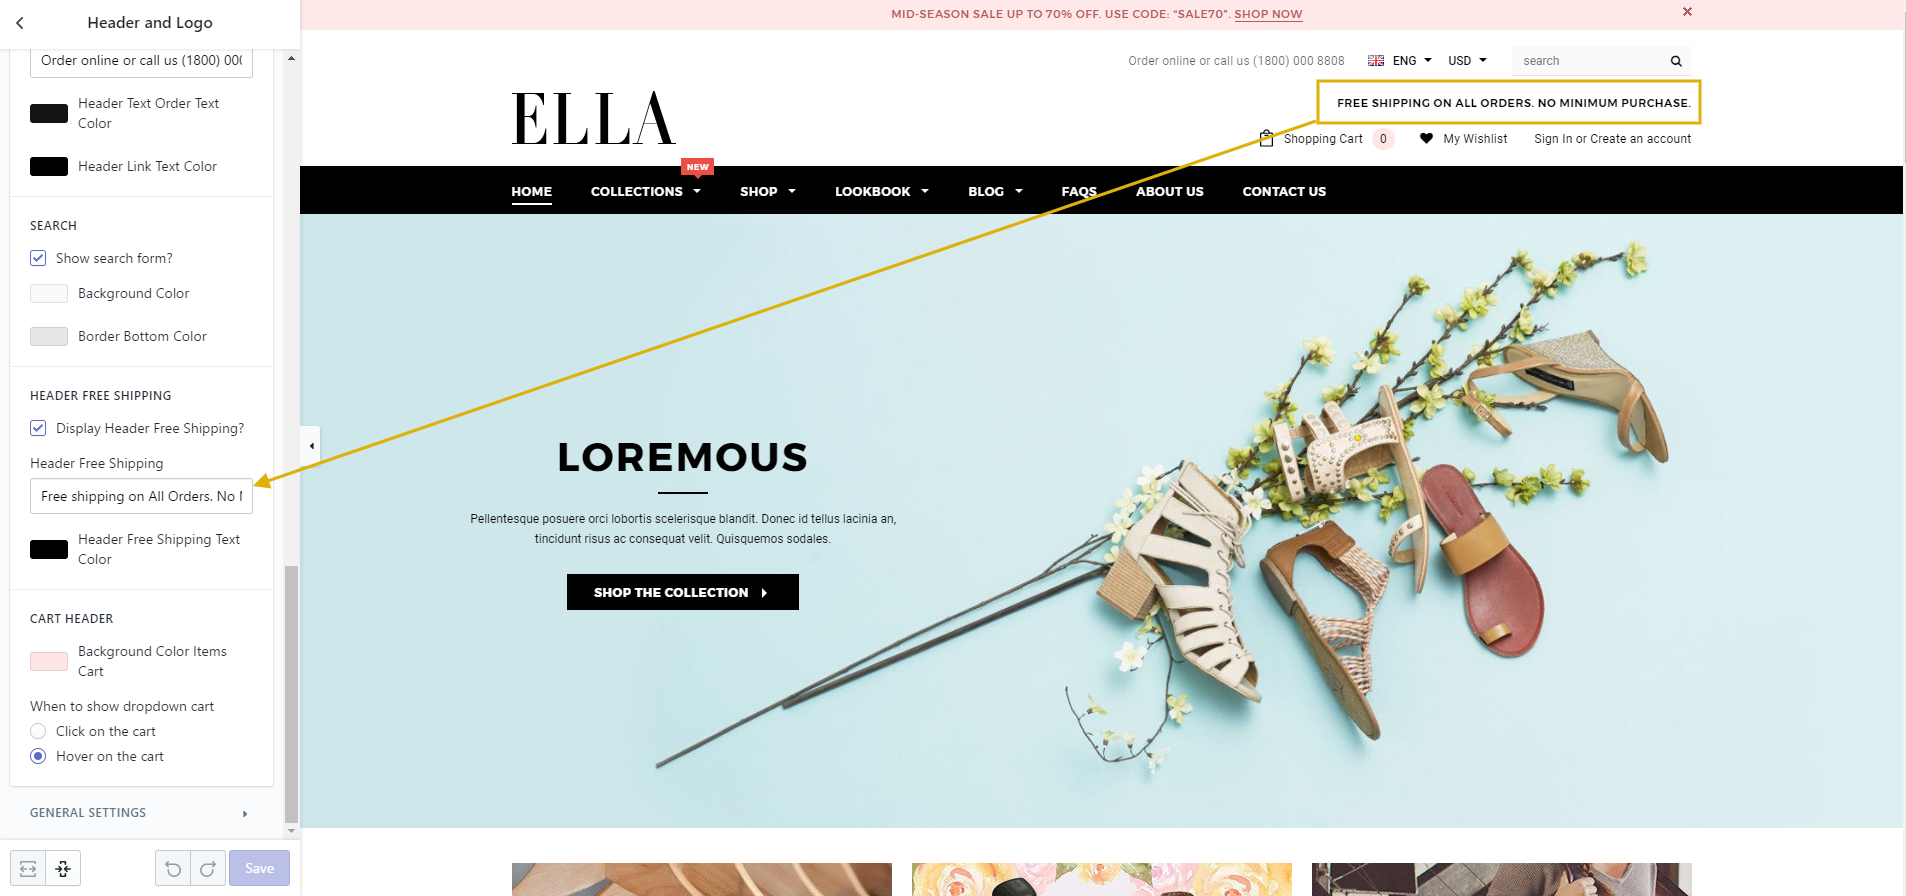 Header and Logo
Order online or call us (1800) 00(
Header Text Order Text
Color
Header Link Text Color
SEARCH
Show search form?
Background Color
Border Bottom Color
HEADER FREE SHIPPING
Display Header Free Shipping?
Header Free Shipping
Free shipping on All Orders. No
Header Free Shipping Text
Color
CART HEADER
Background Color Items
Cart
When to show dropdown cart
Click on the cart
Hover on the cart
GENERAL SETTINGS
Save
MID-SEASON SALE UP TO 70% OFF. USE CODE: “SALE70”. SHOP NOW
Order online or call us (1800) 000 8808 ENG USD search
FREE SHIPPING ON ALL ORDERS. NO MINIMUM PURCHASE.
ELLA
Shopping Cart 0 My Wishlist Sign In or Create an account
NEW
HOME COLLECTIONS SHOP LOOKBOOK BLOG FAQS ABOUT US CONTACT US
LOREMOUS
Pellentesque posuere orci lobortis scelerisque blandit. Donec id tellus lacinia an,
tincidunt risus ac consequat velit. Quisquemos sodales.
SHOP THE COLLECTION